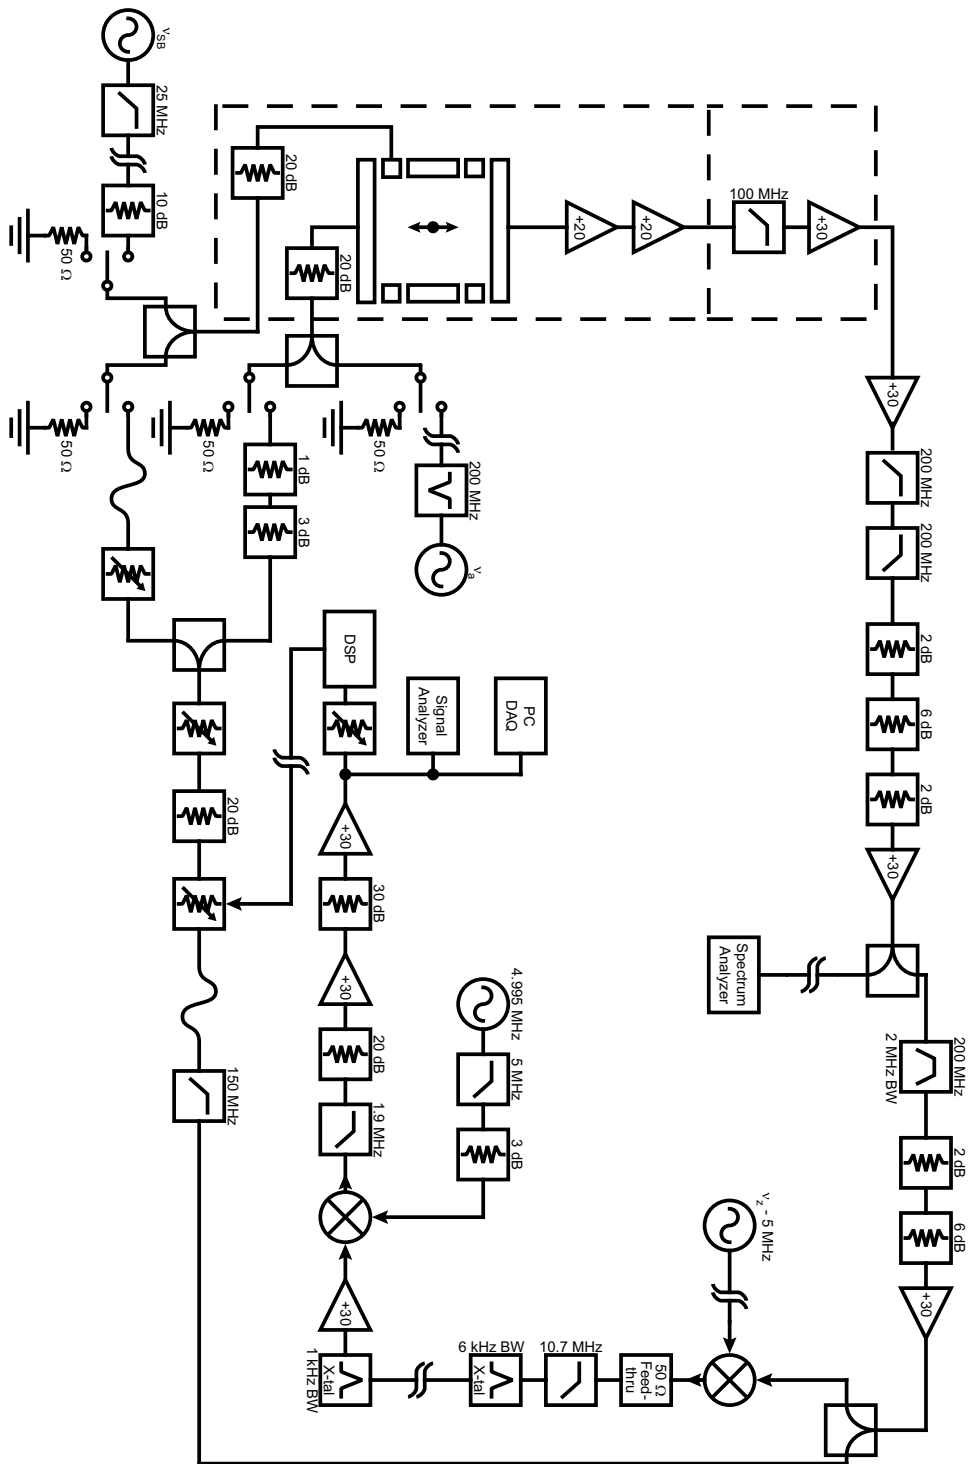 ν_SB
25 MHz
10 dB
50 Ω
20 dB
20 dB
+20
+20
100 MHz
+30
+30
200 MHz
200 MHz
2 dB
6 dB
2 dB
+30
Spectrum
Analyzer
200 MHz
2 MHz BW
2 dB
6 dB
+30
50 Ω
50 Ω
50 Ω
1 dB
3 dB
200 MHz
ν_a
DSP
Signal
Analyzer
PC
DAQ
20 dB
150 MHz
+30
30 dB
+30
20 dB
1.9 MHz
4.995 MHz
5 MHz
3 dB
+30
1 kHz BW
X-tal
6 kHz BW
X-tal
10.7 MHz
50 Ω
Feed-
thru
ν_z - 5 MHz